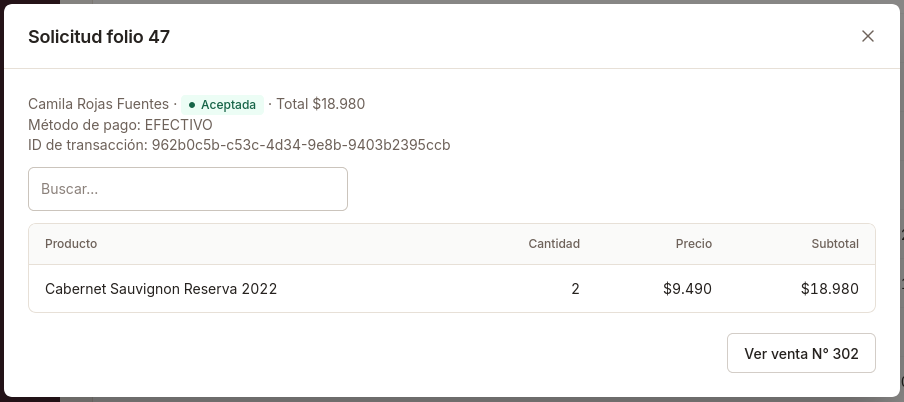 Solicitud folio 47
Camila Rojas Fuentes · Aceptada · Total $18.980
Método de pago: EFECTIVO
ID de transacción: 962b0c5b-c53c-4d34-9e8b-9403b2395ccb
Buscar...
Producto Cantidad Precio Subtotal
Cabernet Sauvignon Reserva 2022 2 $9.490 $18.980
Ver venta N° 302